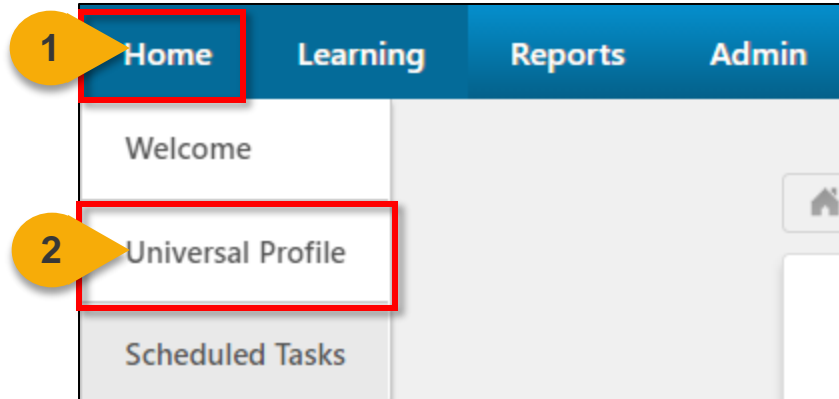 1 Home Learning Reports Admin
Welcome
2 Universal Profile
Scheduled Tasks